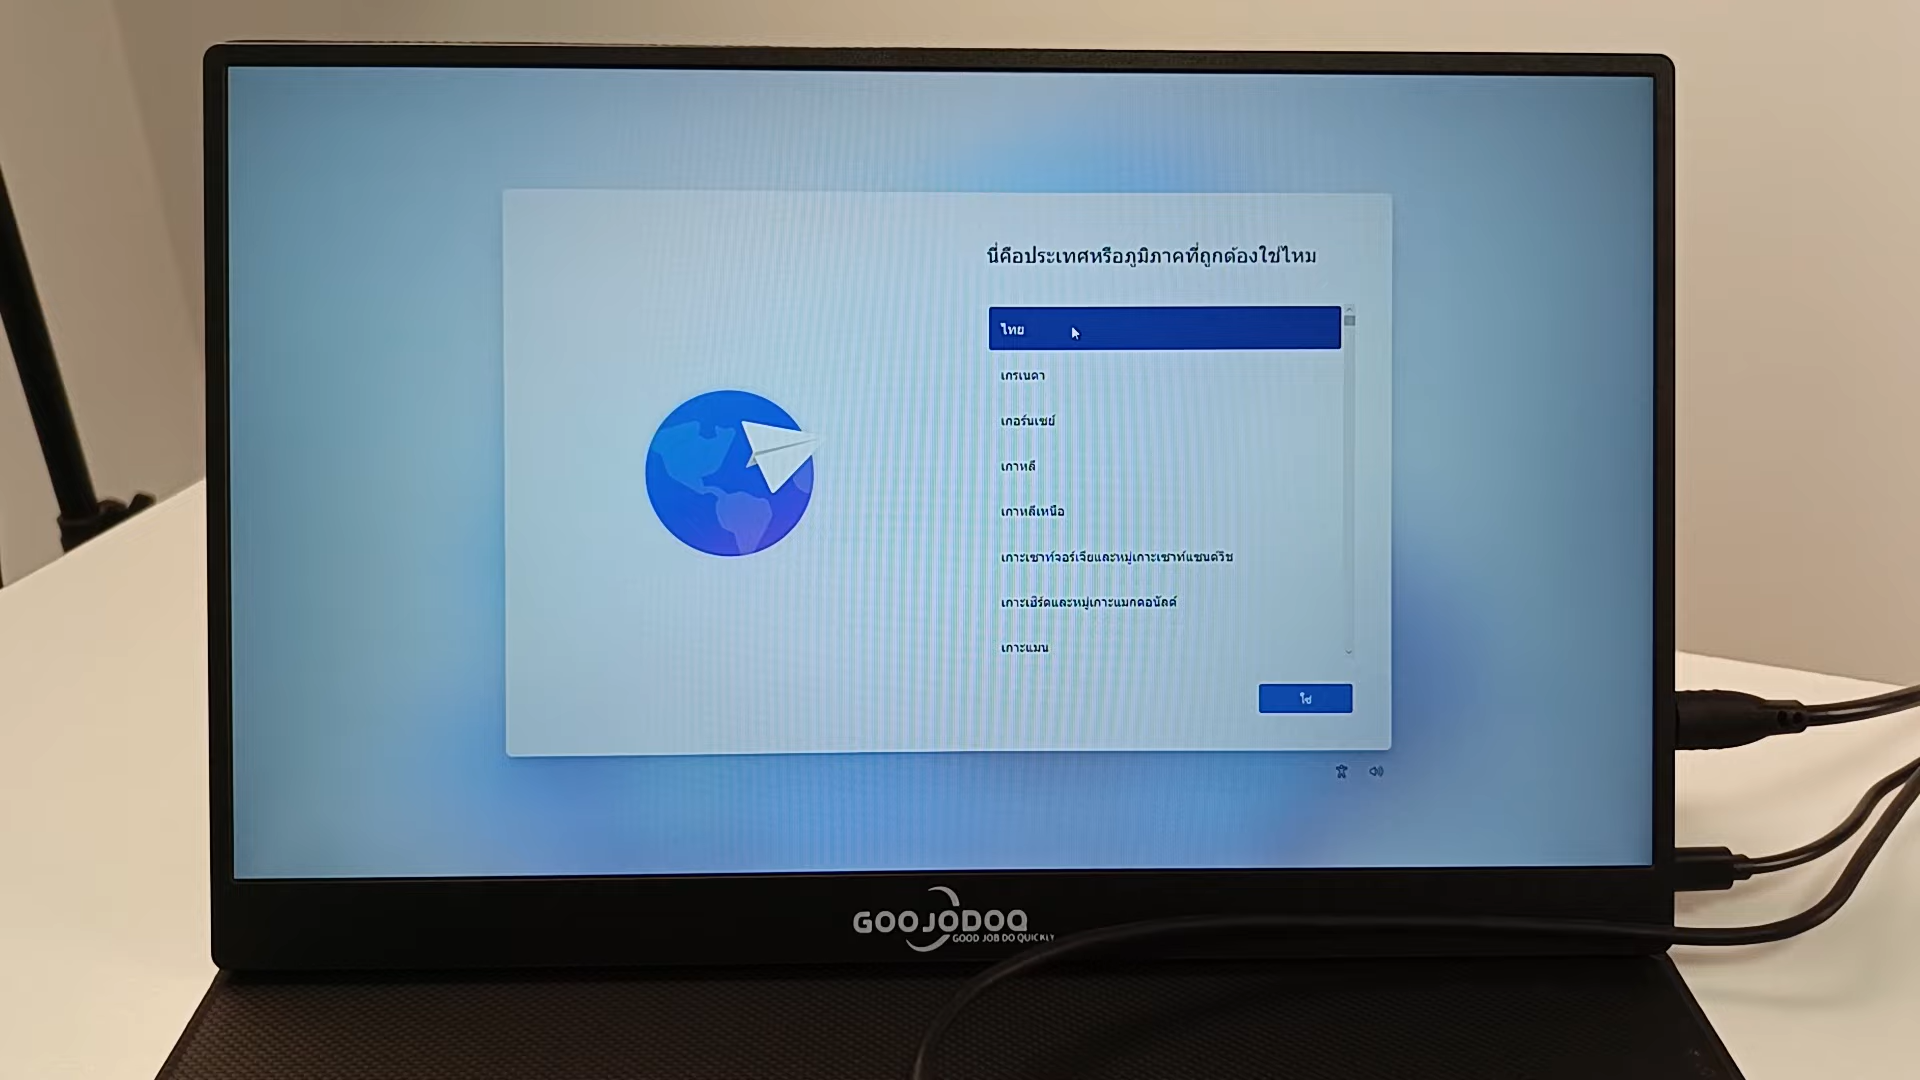 นี่คือประเทศหรือภูมิภาคที่ถูกต้องใช่ไหม
ไทย
เกรเนดา
เกอร์นเซย์
เกาหลี
เกาหลีเหนือ
เกาะเซาท์จอร์เจียและหมู่เกาะเซาท์แซนด์วิช
เกาะเฮิร์ดและหมู่เกาะแมกดอนัลด์
เกาะแมน
ใช่
GOOJODOQ
GOOD JOB DO QUICKLY